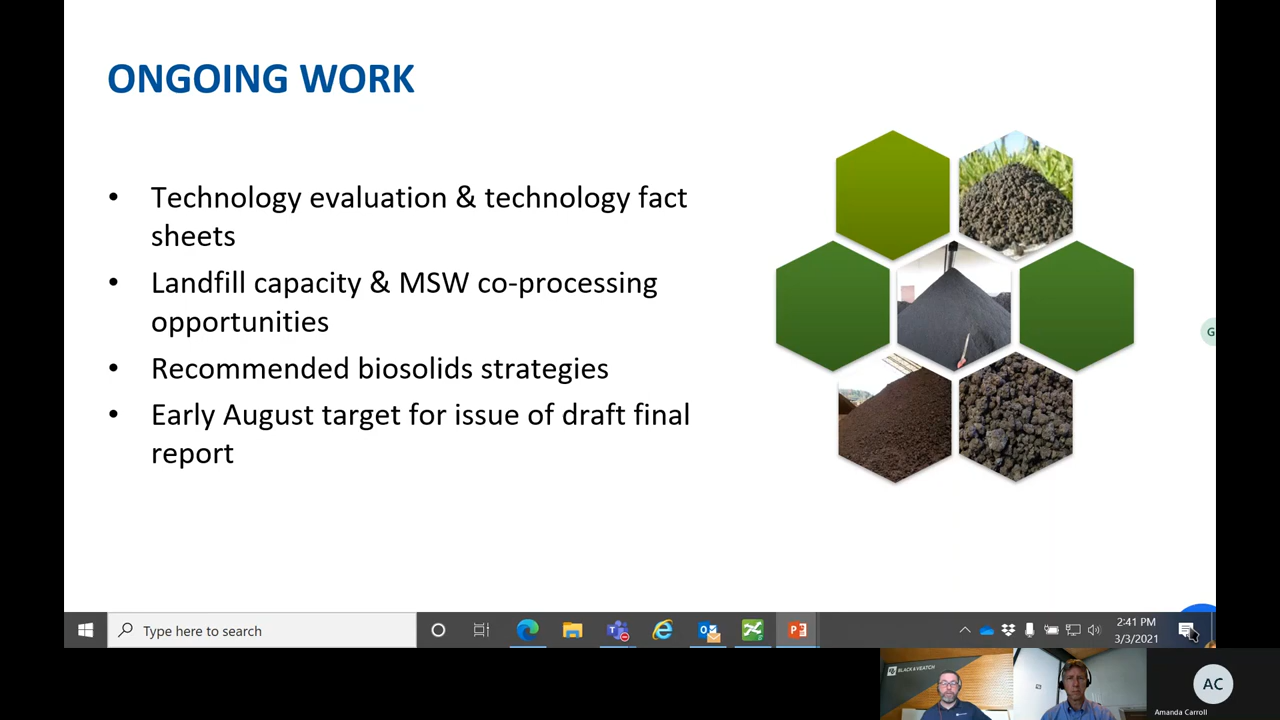 ONGOING WORK
• Technology evaluation & technology fact
sheets
• Landfill capacity & MSW co-processing
opportunities
• Recommended biosolids strategies
• Early August target for issue of draft final
report
G
Type here to search
2:41 PM
3/3/2021
BLACK & VEATCH
AC
Amanda Carroll